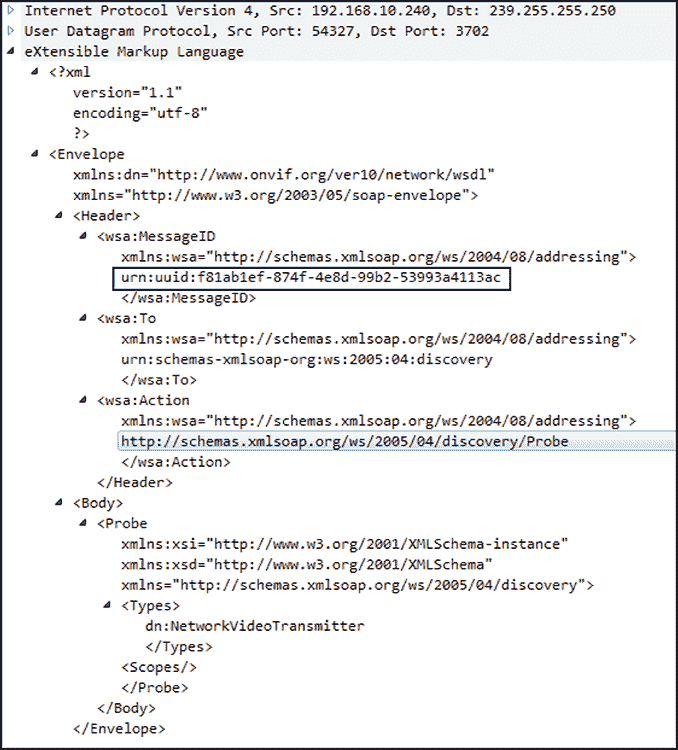 Internet Protocol Version 4, Src: 192.168.10.240, Dst: 239.255.255.250
User Datagram Protocol, Src Port: 54327, Dst Port: 3702
eXtensible Markup Language
<?xml
version="1.1"
encoding="utf-8"
?>
<Envelope
xmlns:dn="http://www.onvif.org/ver10/network/wsdl"
xmlns="http://www.w3.org/2003/05/soap-envelope">
<Header>
<wsa:MessageID
xmlns:wsa="http://schemas.xmlsoap.org/ws/2004/08/addressing">
urn:uuid:f81ab1ef-874f-4e8d-99b2-53993a4113ac
</wsa:MessageID>
<wsa:To
xmlns:wsa="http://schemas.xmlsoap.org/ws/2004/08/addressing">
urn:schemas-xmlsoap-org:ws:2005:04:discovery
</wsa:To>
<wsa:Action
xmlns:wsa="http://schemas.xmlsoap.org/ws/2004/08/addressing">
http://schemas.xmlsoap.org/ws/2005/04/discovery/Probe
</wsa:Action>
</Header>
<Body>
<Probe
xmlns:xsi="http://www.w3.org/2001/XMLSchema-instance"
xmlns:xsd="http://www.w3.org/2001/XMLSchema"
xmlns="http://schemas.xmlsoap.org/ws/2005/04/discovery">
<Types>
dn:NetworkVideoTransmitter
</Types>
<Scopes/>
</Probe>
</Body>
</Envelope>